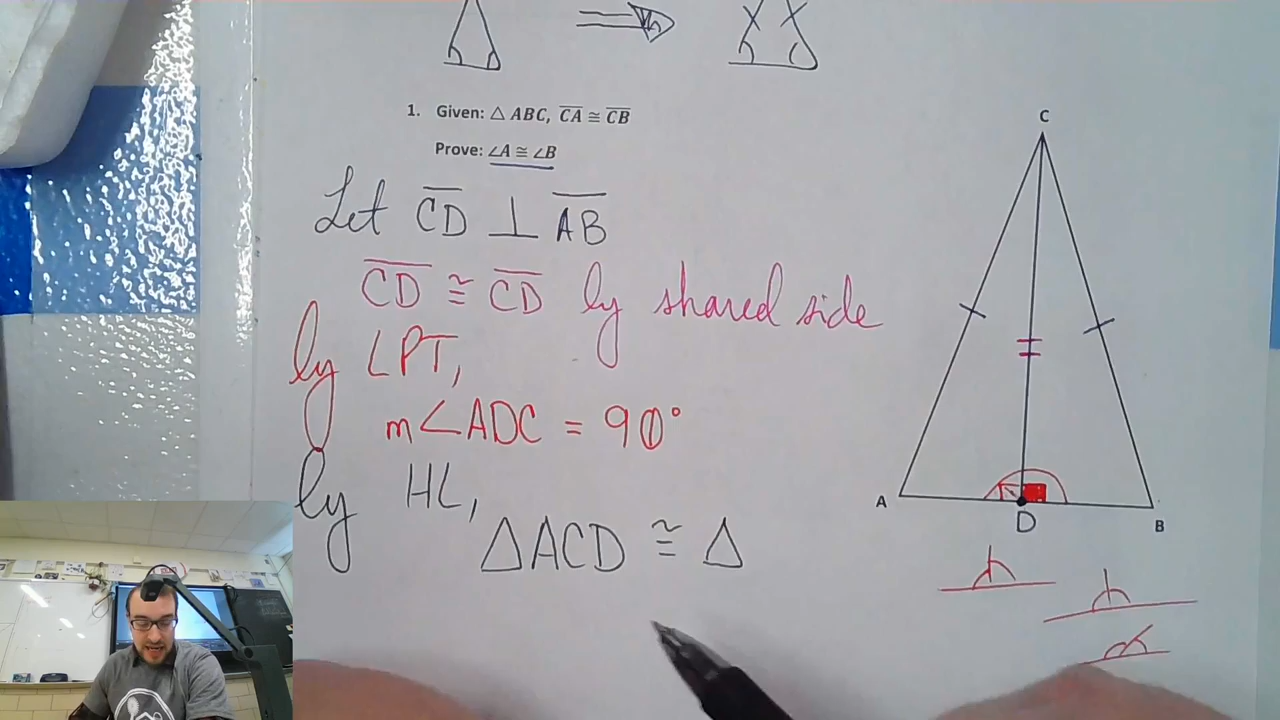 1. Given: △ ABC, CA ≅ CB
Prove: ∠A ≅ ∠B
Let CD ⊥ AB
CD ≅ CD by shared side
by ∠PT,
m∠ADC = 90°
by HL,
△ACD ≅ △
C
A
D
B